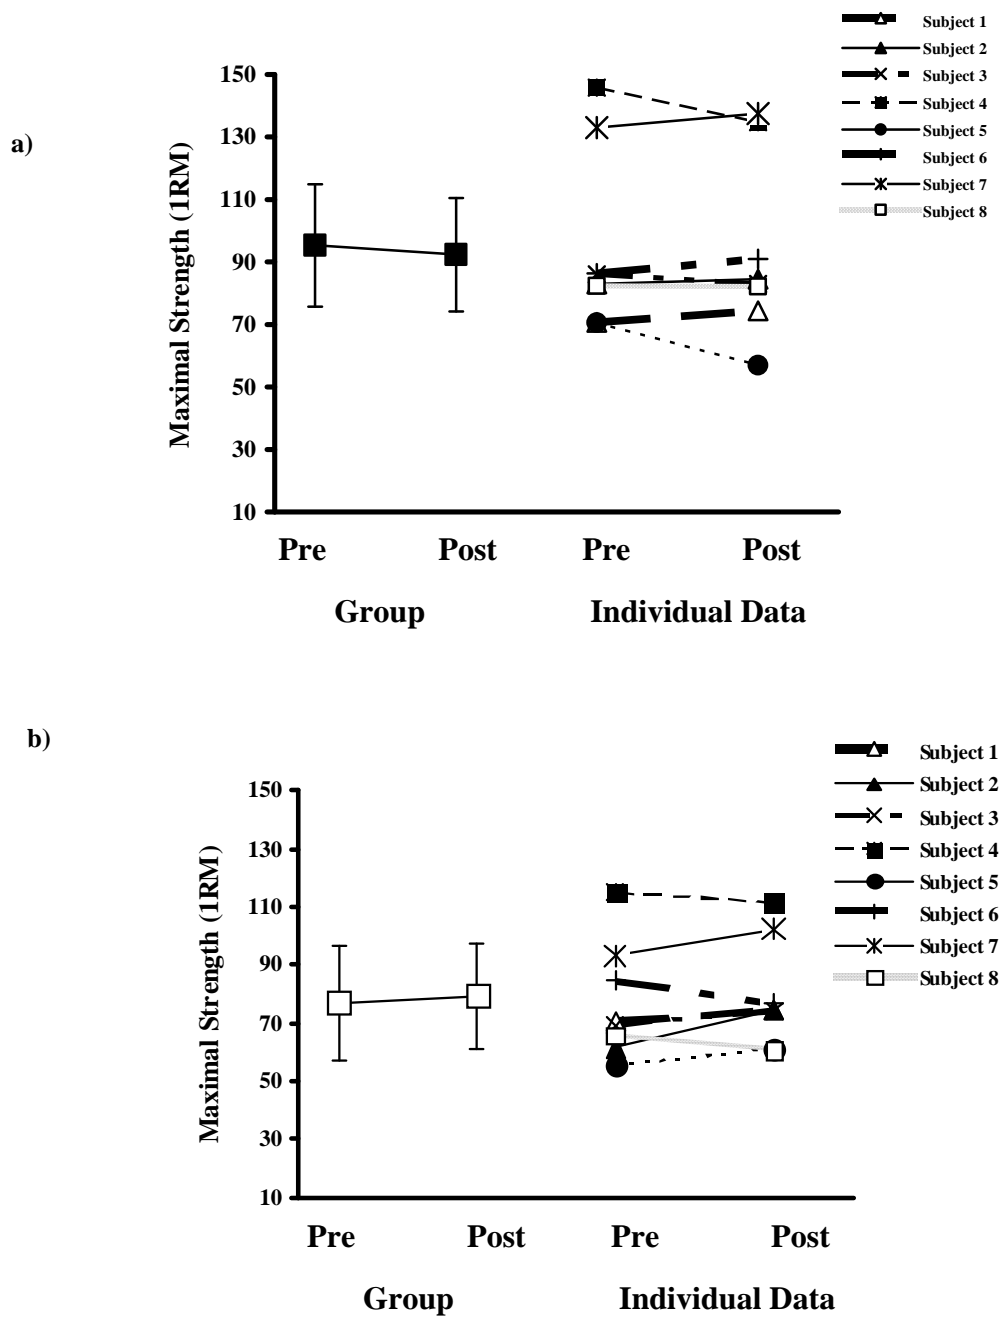 a)
Maximal Strength (1RM)
150
130
110
90
70
50
30
10
Pre Post Pre Post
Group Individual Data
Subject 1
Subject 2
Subject 3
Subject 4
Subject 5
Subject 6
Subject 7
Subject 8
b)
Maximal Strength (1RM)
150
130
110
90
70
50
30
10
Pre Post Pre Post
Group Individual Data
Subject 1
Subject 2
Subject 3
Subject 4
Subject 5
Subject 6
Subject 7
Subject 8